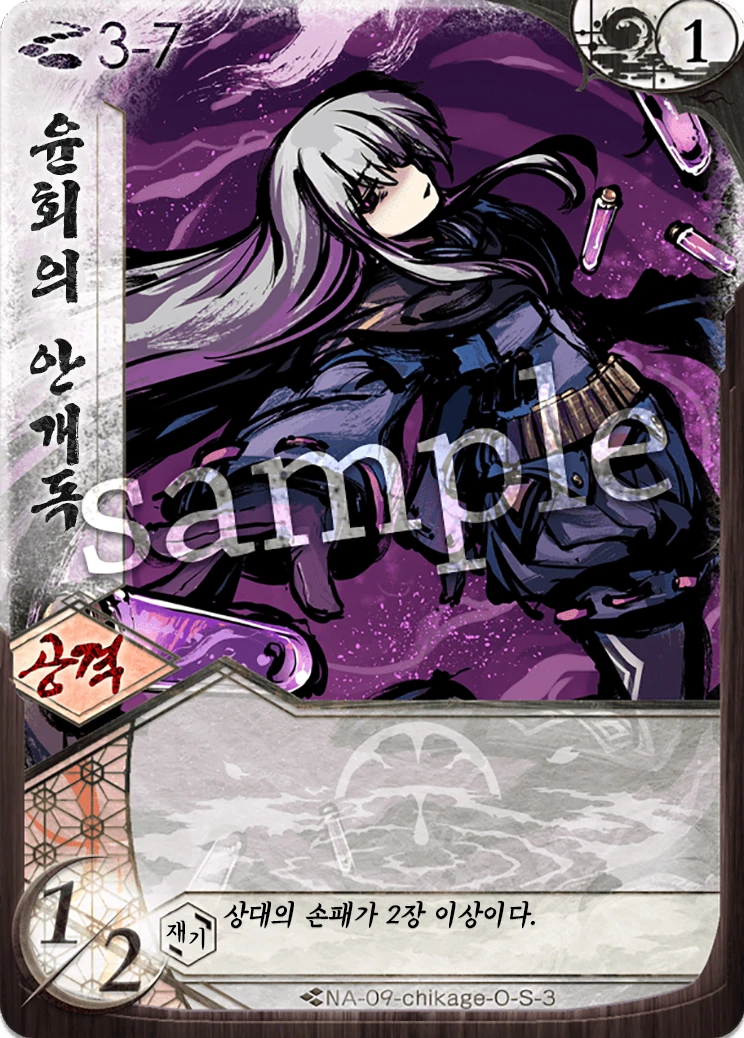 3-7
1
윤회의 안개독
sample
공격
1/2
재기
상대의 손패가 2장 이상이다.
NA-09-chikage-O-S-3